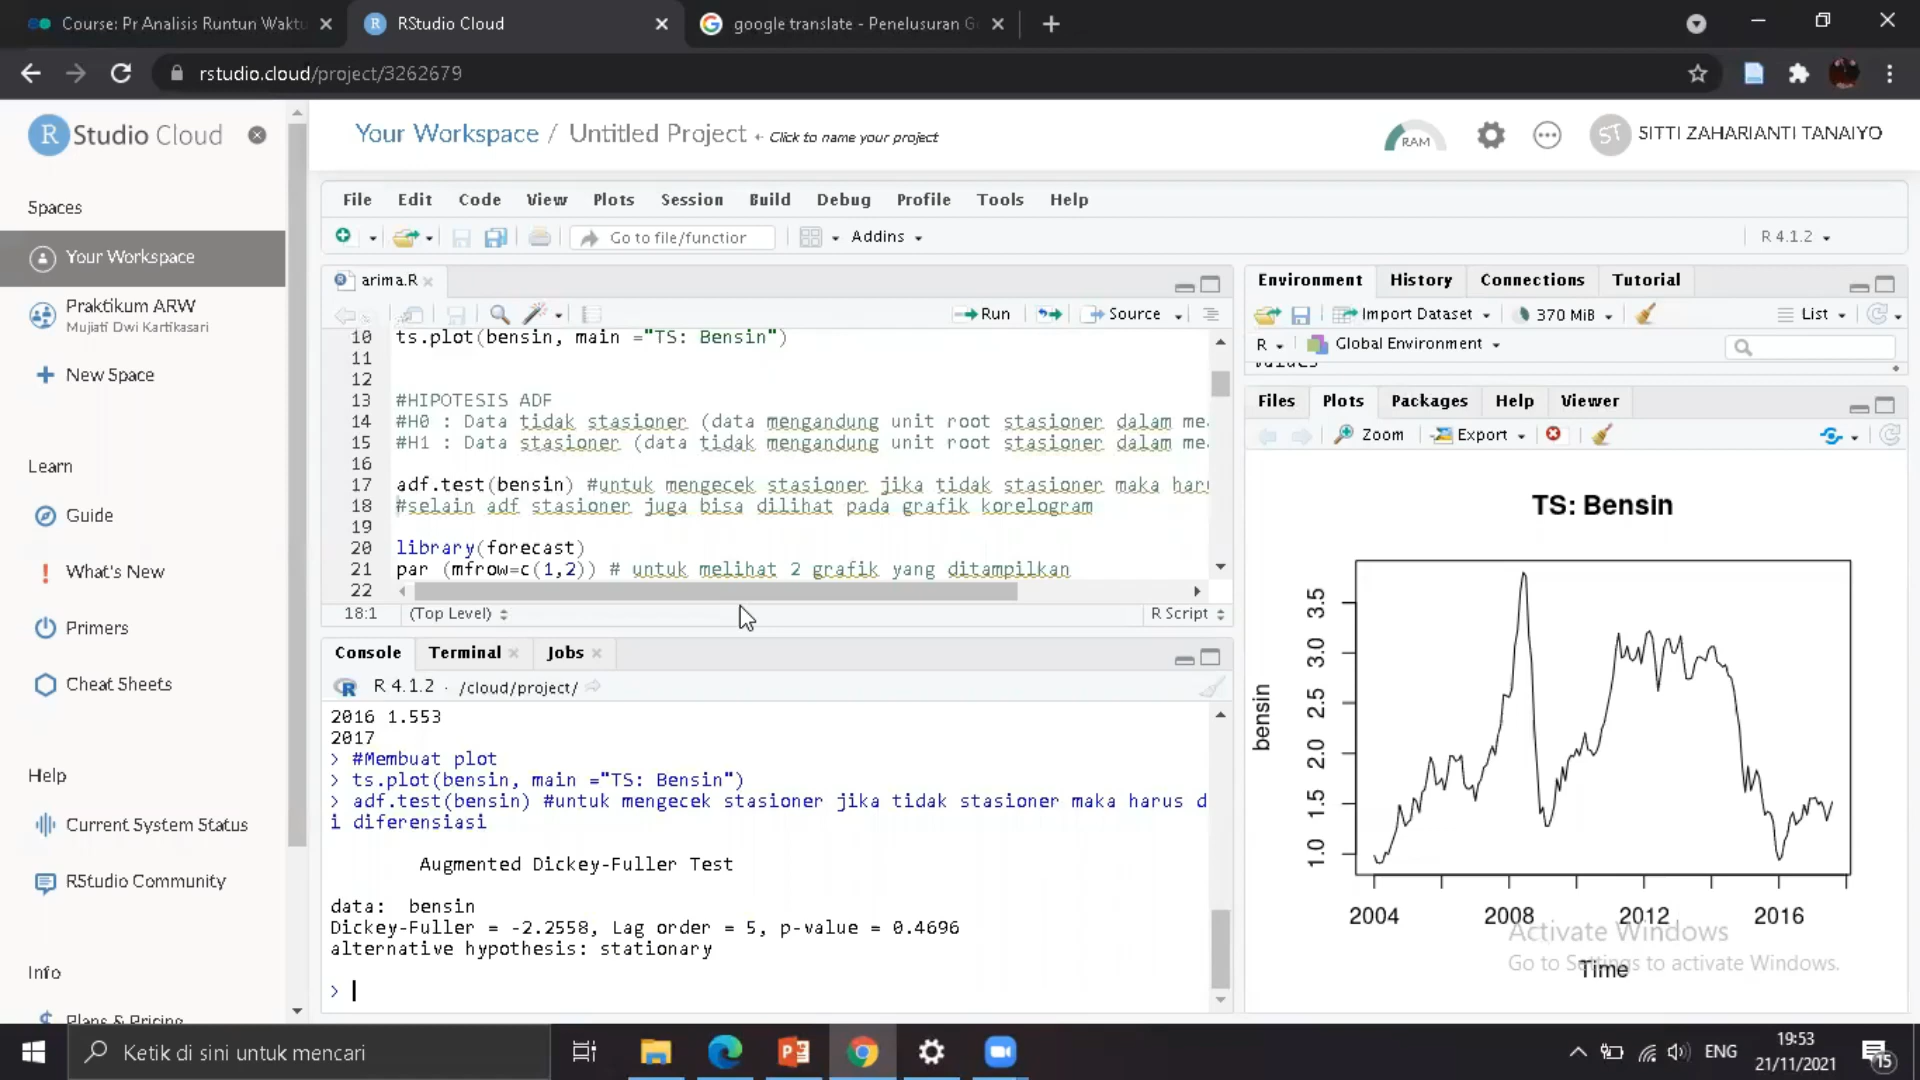 Course: Pr Analisis Runtun Waktu
RStudio Cloud
google translate - Penelusuran G
rstudio.cloud/project/3262679
R Studio Cloud
Your Workspace / Untitled Project ← Click to name your project
RAM
ST
SITTI ZAHARIANTI TANAIYO
Spaces
Your Workspace
Praktikum ARW
Mujiati Dwi Kartikasari
New Space
Learn
Guide
What's New
Primers
Cheat Sheets
Help
Current System Status
RStudio Community
Info
Plans & Pricing
File Edit Code View Plots Session Build Debug Profile Tools Help
Go to file/function
Addins
R 4.1.2
arima.R
Run
Source
10 ts.plot(bensin, main ="TS: Bensin")
11
12
13 #HIPOTESIS ADF
14 #H0 : Data tidak stasioner (data mengandung unit root stasioner dalam me
15 #H1 : Data stasioner (data tidak mengandung unit root stasioner dalam me
16
17 adf.test(bensin) #untuk mengecek stasioner jika tidak stasioner maka har
18 #selain adf stasioner juga bisa dilihat pada grafik korelogram
19
20 library(forecast)
21 par (mfrow=c(1,2)) # untuk melihat 2 grafik yang ditampilkan
22
18:1 (Top Level) R Script
Console Terminal Jobs
R 4.1.2 · /cloud/project/
2016 1.553
2017
> #Membuat plot
> ts.plot(bensin, main ="TS: Bensin")
> adf.test(bensin) #untuk mengecek stasioner jika tidak stasioner maka harus d
i diferensiasi
Augmented Dickey-Fuller Test
data: bensin
Dickey-Fuller = -2.2558, Lag order = 5, p-value = 0.4696
alternative hypothesis: stationary
>
Environment History Connections Tutorial
Import Dataset 370 MiB List
R Global Environment
Values
Files Plots Packages Help Viewer
Zoom Export
TS: Bensin
bensin
3.5
3.0
2.5
2.0
1.5
1.0
2004 2008 2012 2016
Time
Activate Windows
Go to Settings to activate Windows.
Ketik di sini untuk mencari
ENG
19:53
21/11/2021
15